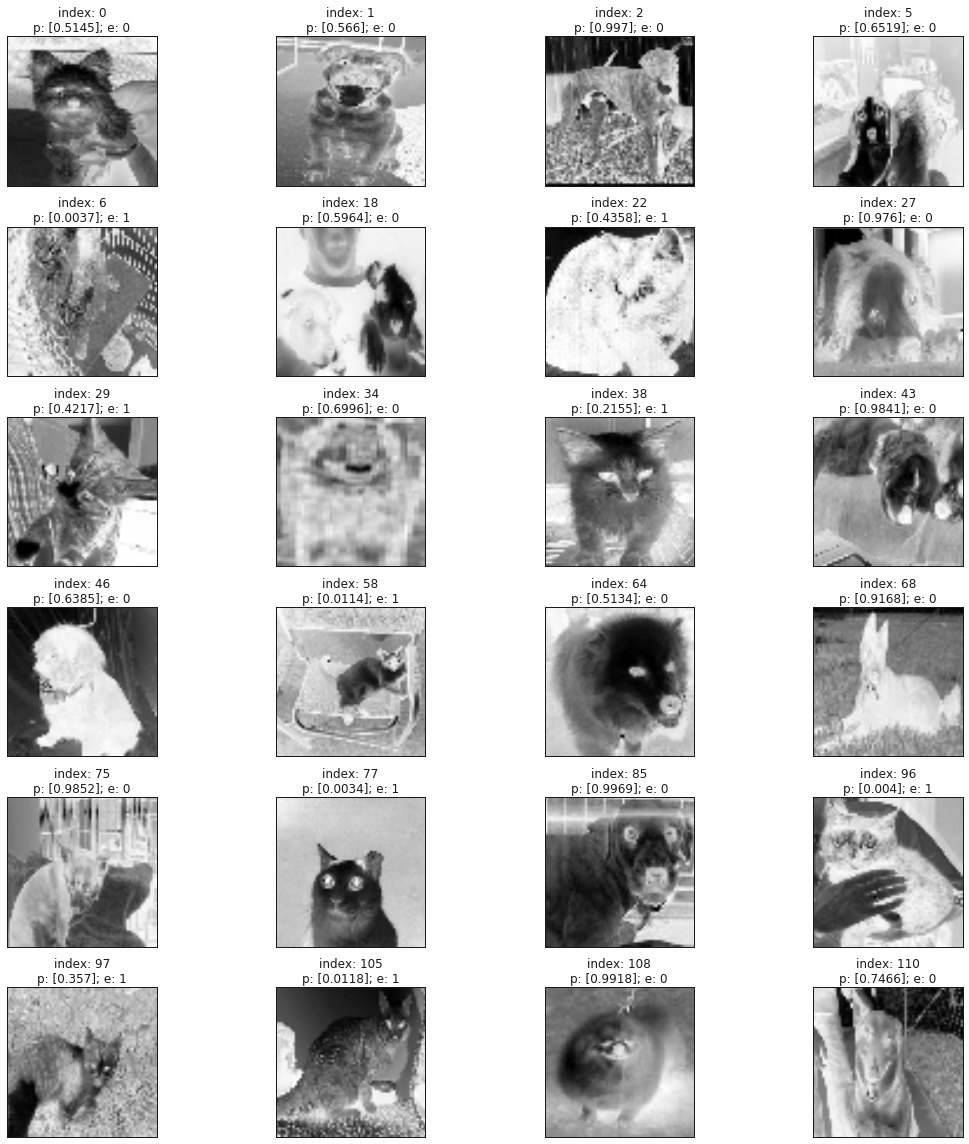 index: 0
p: [0.5145]; e: 0
index: 1
p: [0.566]; e: 0
index: 2
p: [0.997]; e: 0
index: 5
p: [0.6519]; e: 0
index: 6
p: [0.0037]; e: 1
index: 18
p: [0.5964]; e: 0
index: 22
p: [0.4358]; e: 1
index: 27
p: [0.976]; e: 0
index: 29
p: [0.4217]; e: 1
index: 34
p: [0.6996]; e: 0
index: 38
p: [0.2155]; e: 1
index: 43
p: [0.9841]; e: 0
index: 46
p: [0.6385]; e: 0
index: 58
p: [0.0114]; e: 1
index: 64
p: [0.5134]; e: 0
index: 68
p: [0.9168]; e: 0
index: 75
p: [0.9852]; e: 0
index: 77
p: [0.0034]; e: 1
index: 85
p: [0.9969]; e: 0
index: 96
p: [0.004]; e: 1
index: 97
p: [0.357]; e: 1
index: 105
p: [0.0118]; e: 1
index: 108
p: [0.9918]; e: 0
index: 110
p: [0.7466]; e: 0